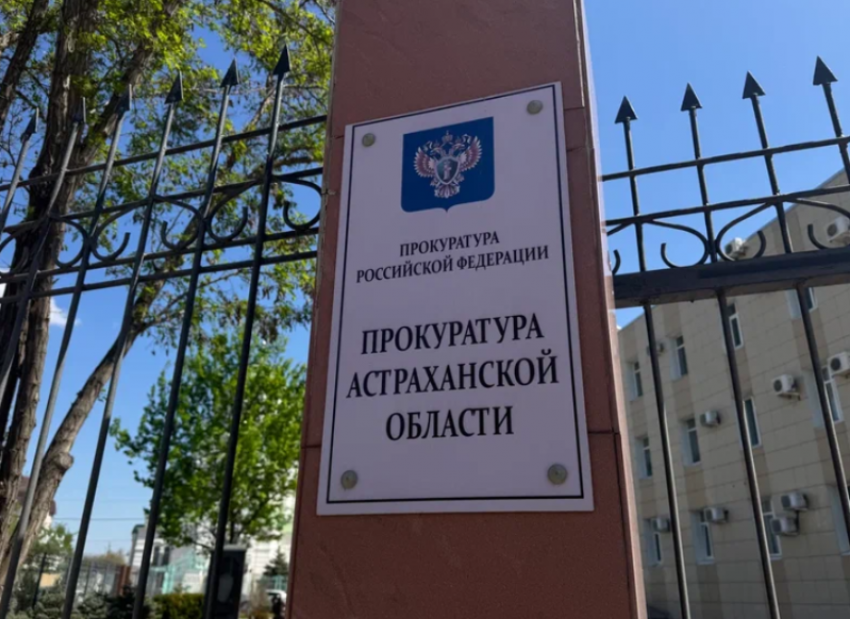 ПРОКУРАТУРА
РОССИЙСКОЙ ФЕДЕРАЦИИ
ПРОКУРАТУРА
АСТРАХАНСКОЙ
ОБЛАСТИ